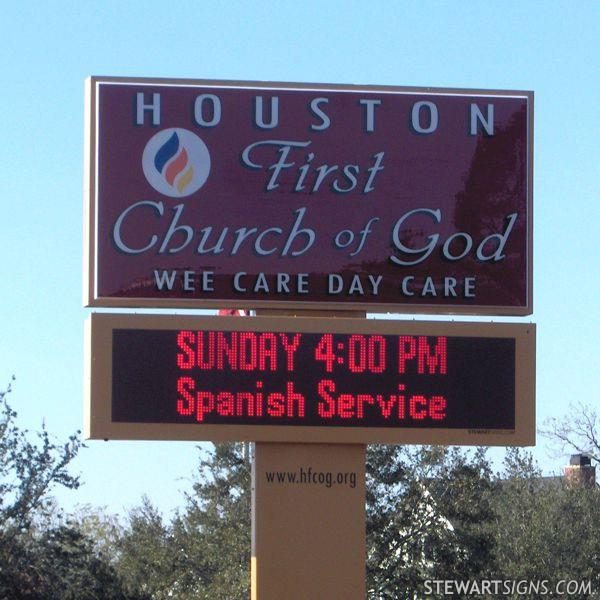 HOUSTON
First
Church of God
WEE CARE DAY CARE
SUNDAY 4:00 PM
Spanish Service
www.hfcog.org
STEWARTSIGNS.COM